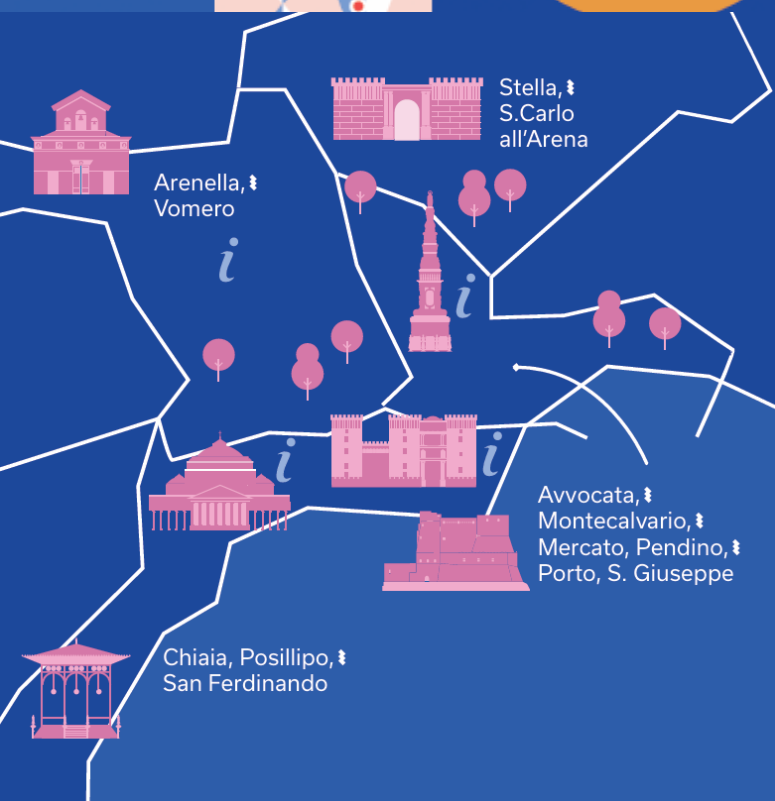 Stella,
S.Carlo
all'Arena
Arenella,
Vomero
i
i
i
i
Avvocata,
Montecalvario,
Mercato, Pendino,
Porto, S. Giuseppe
Chiaia, Posillipo,
San Ferdinando